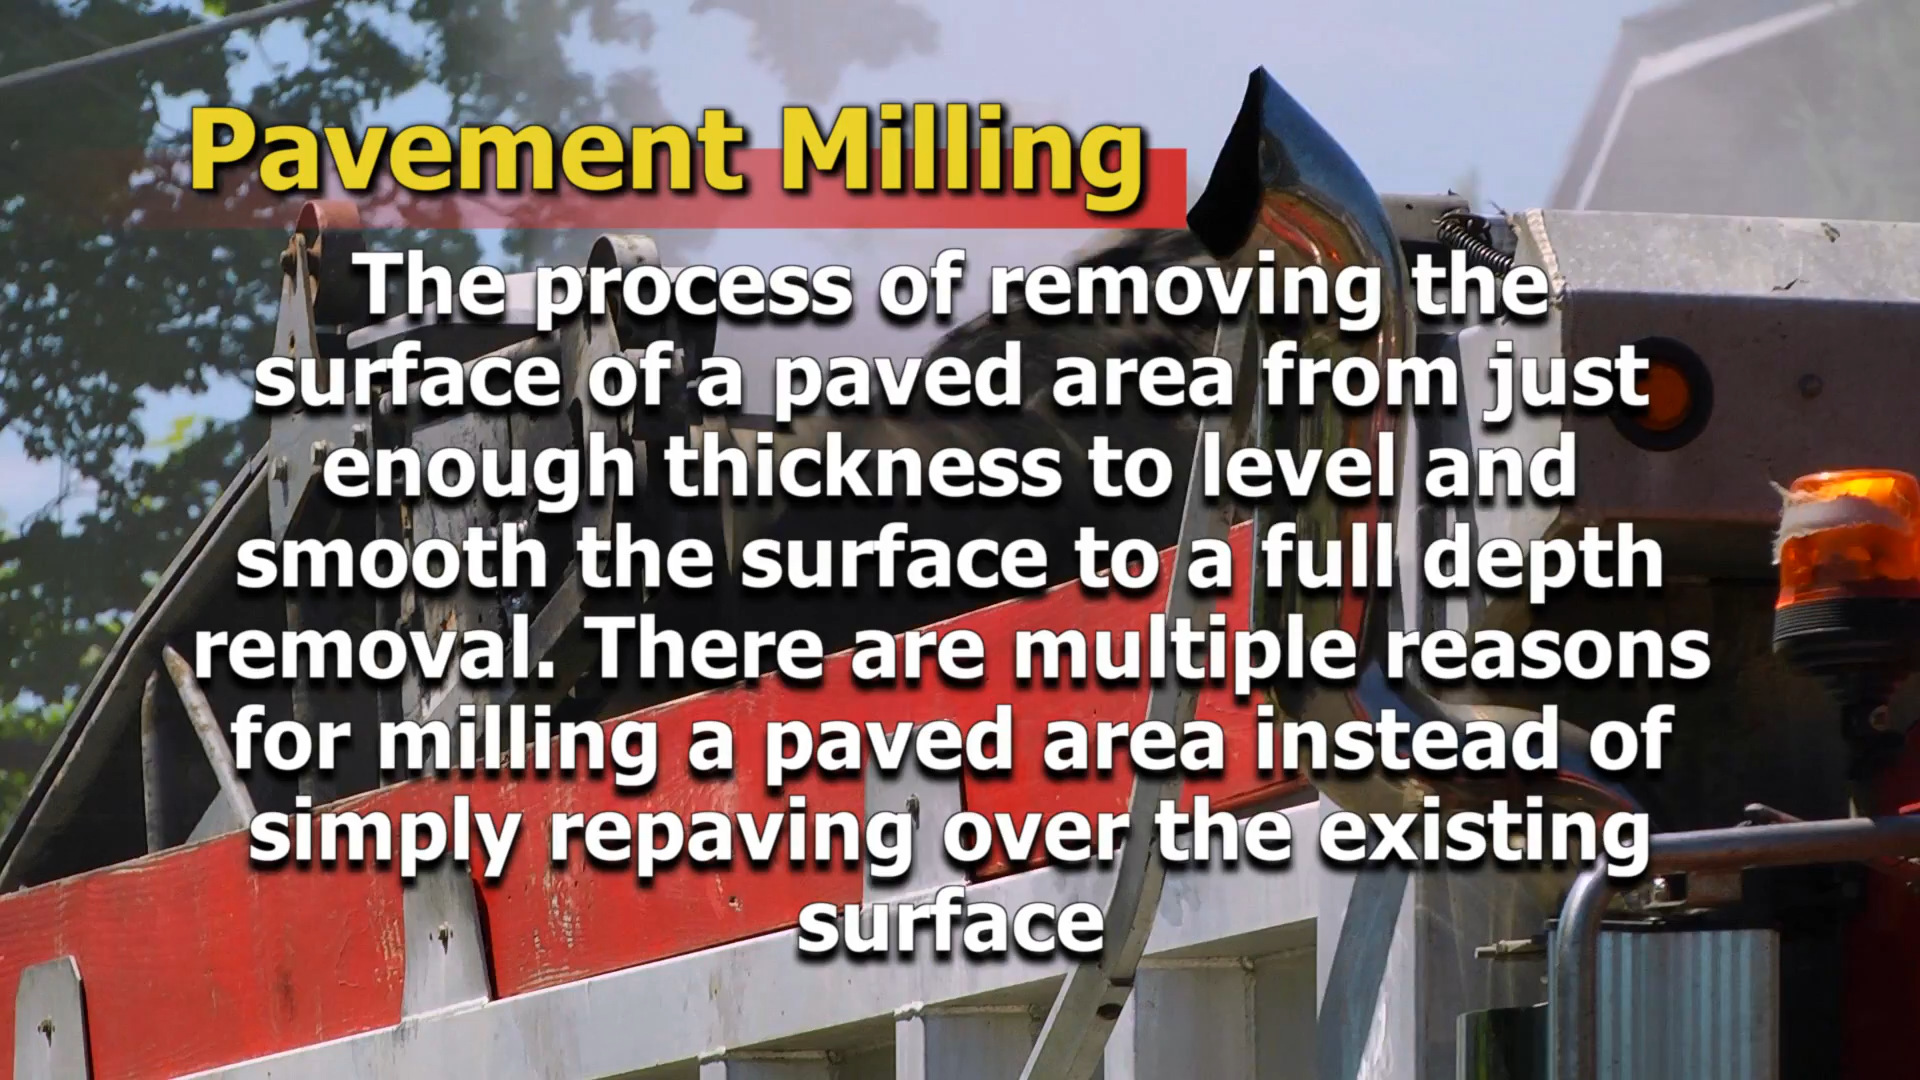 Pavement Milling
The process of removing the
surface of a paved area from just
enough thickness to level and
smooth the surface to a full depth
removal. There are multiple reasons
for milling a paved area instead of
simply repaving over the existing
surface